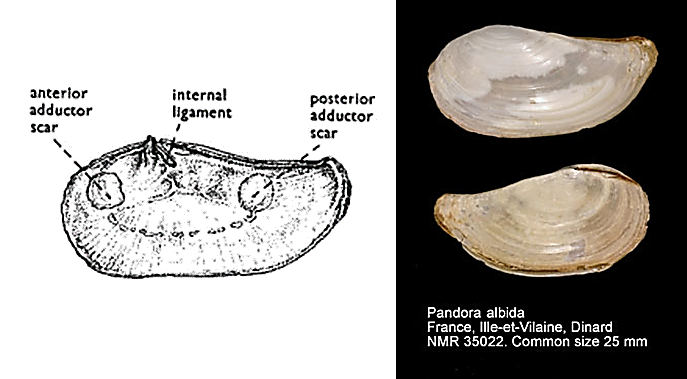 anterior
adductor
scar
internal
ligament
posterior
adductor
scar
Pandora albida
France, Ille-et-Vilaine, Dinard
NMR 35022. Common size 25 mm